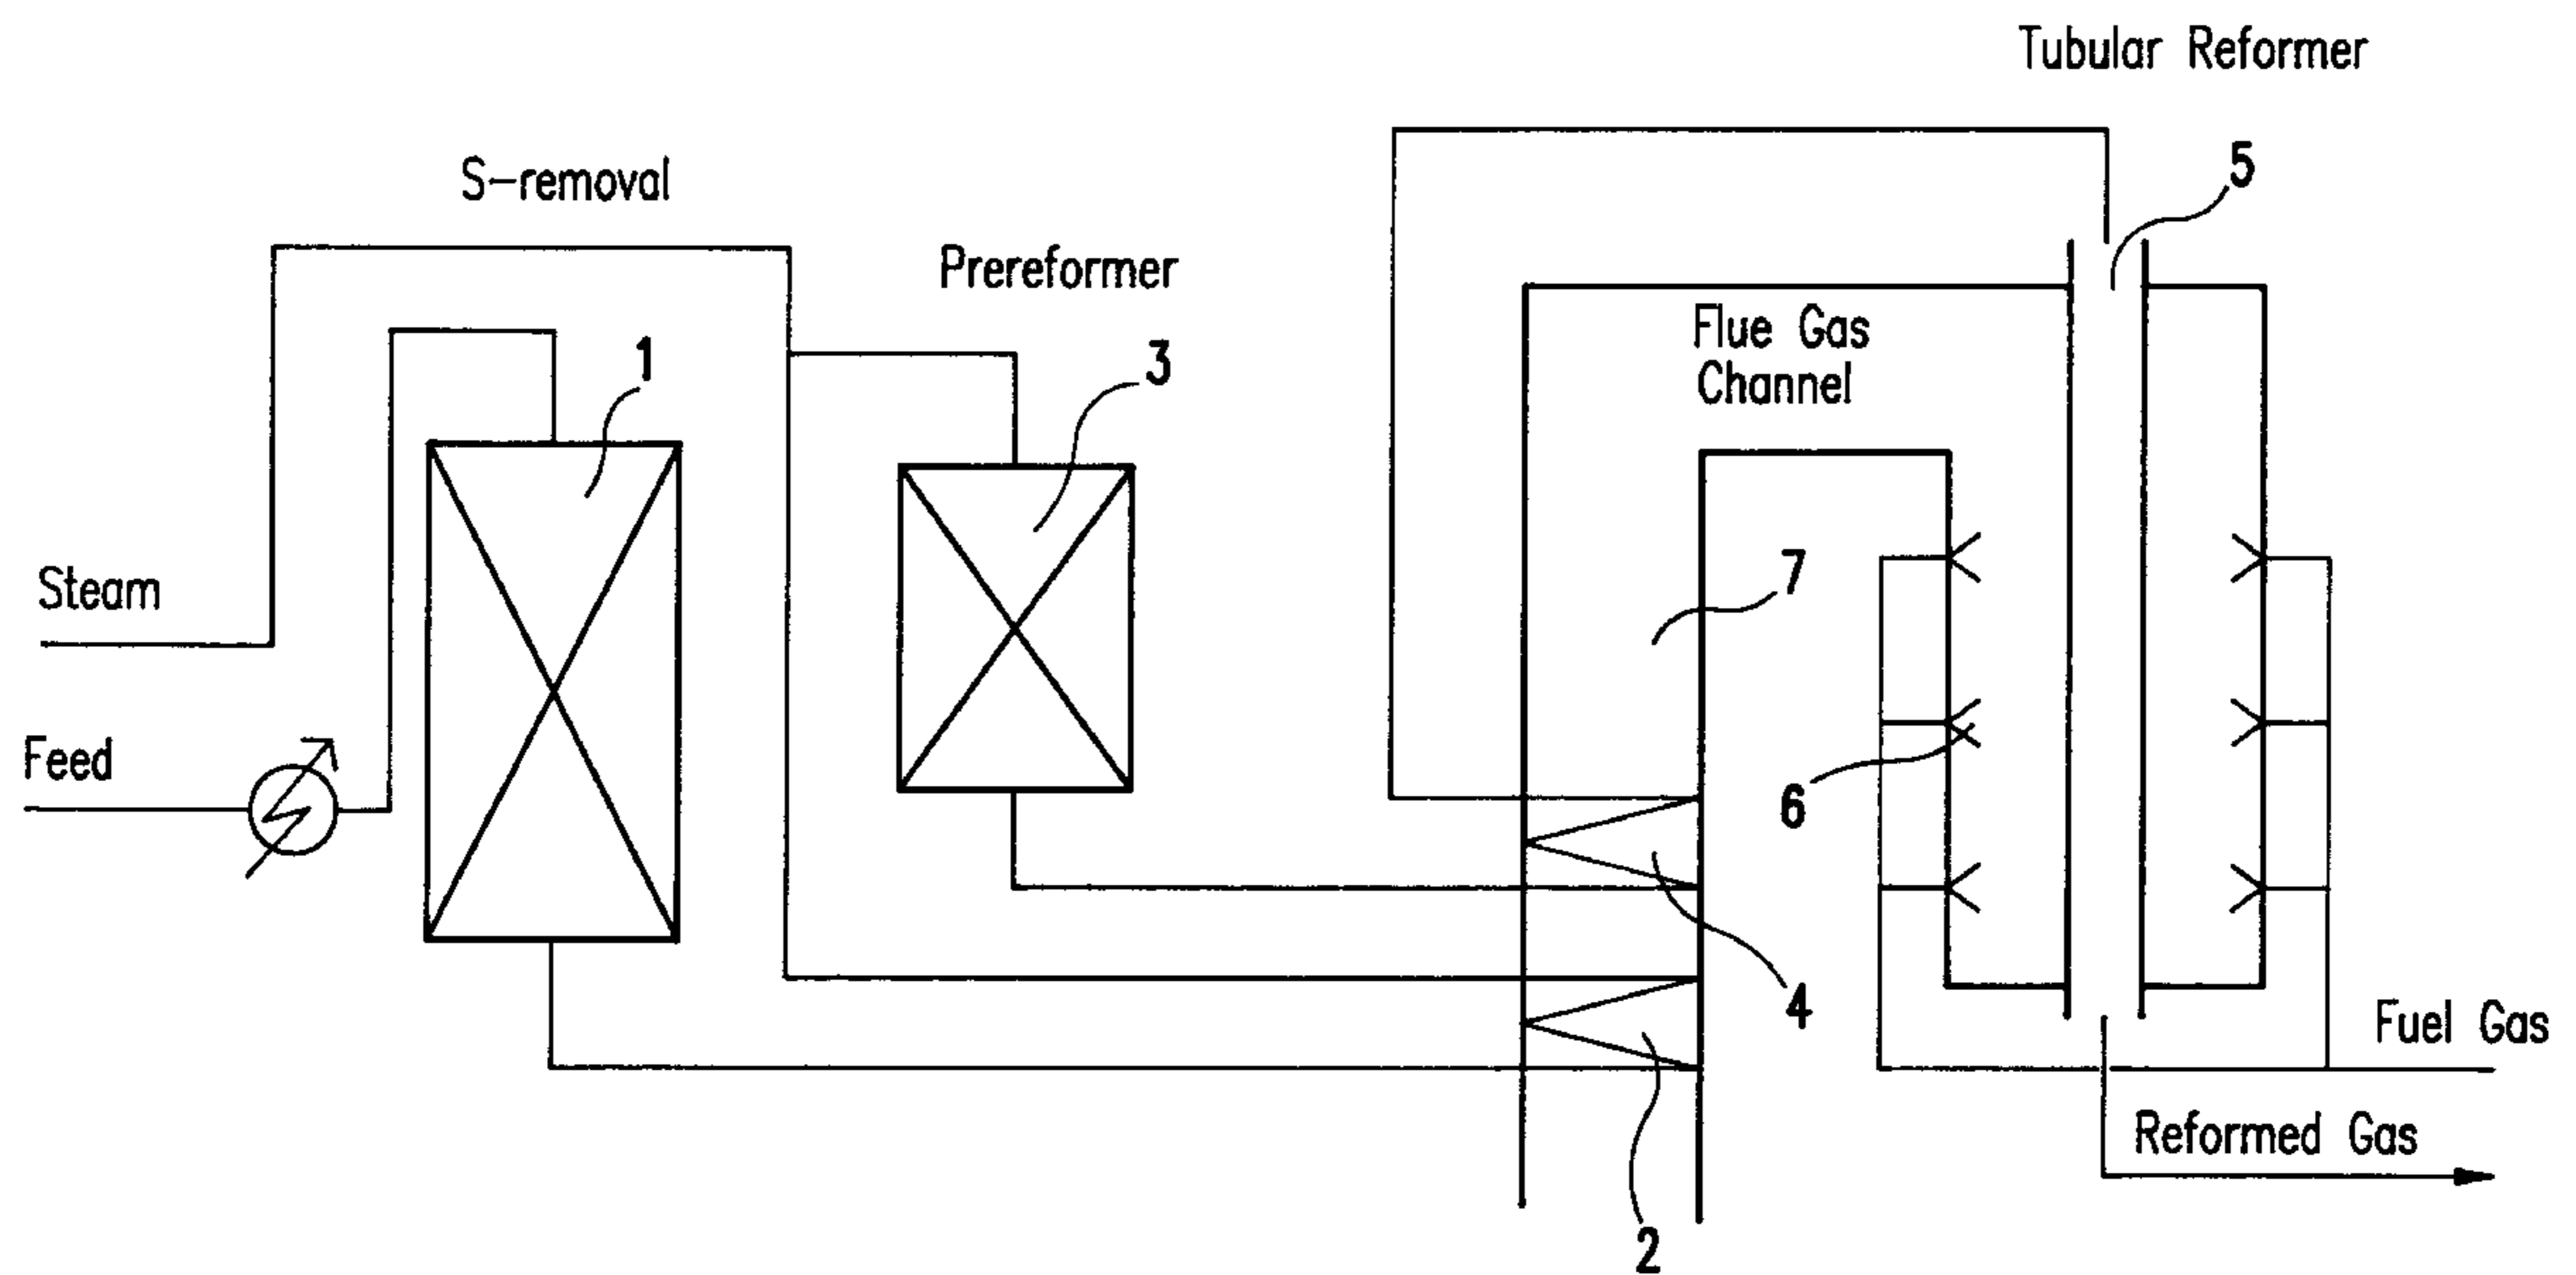 Tubular Reformer
5
S-removal
Prereformer
Flue Gas
Channel
1
3
7
Steam
Feed
6
4
Fuel Gas
Reformed Gas
2